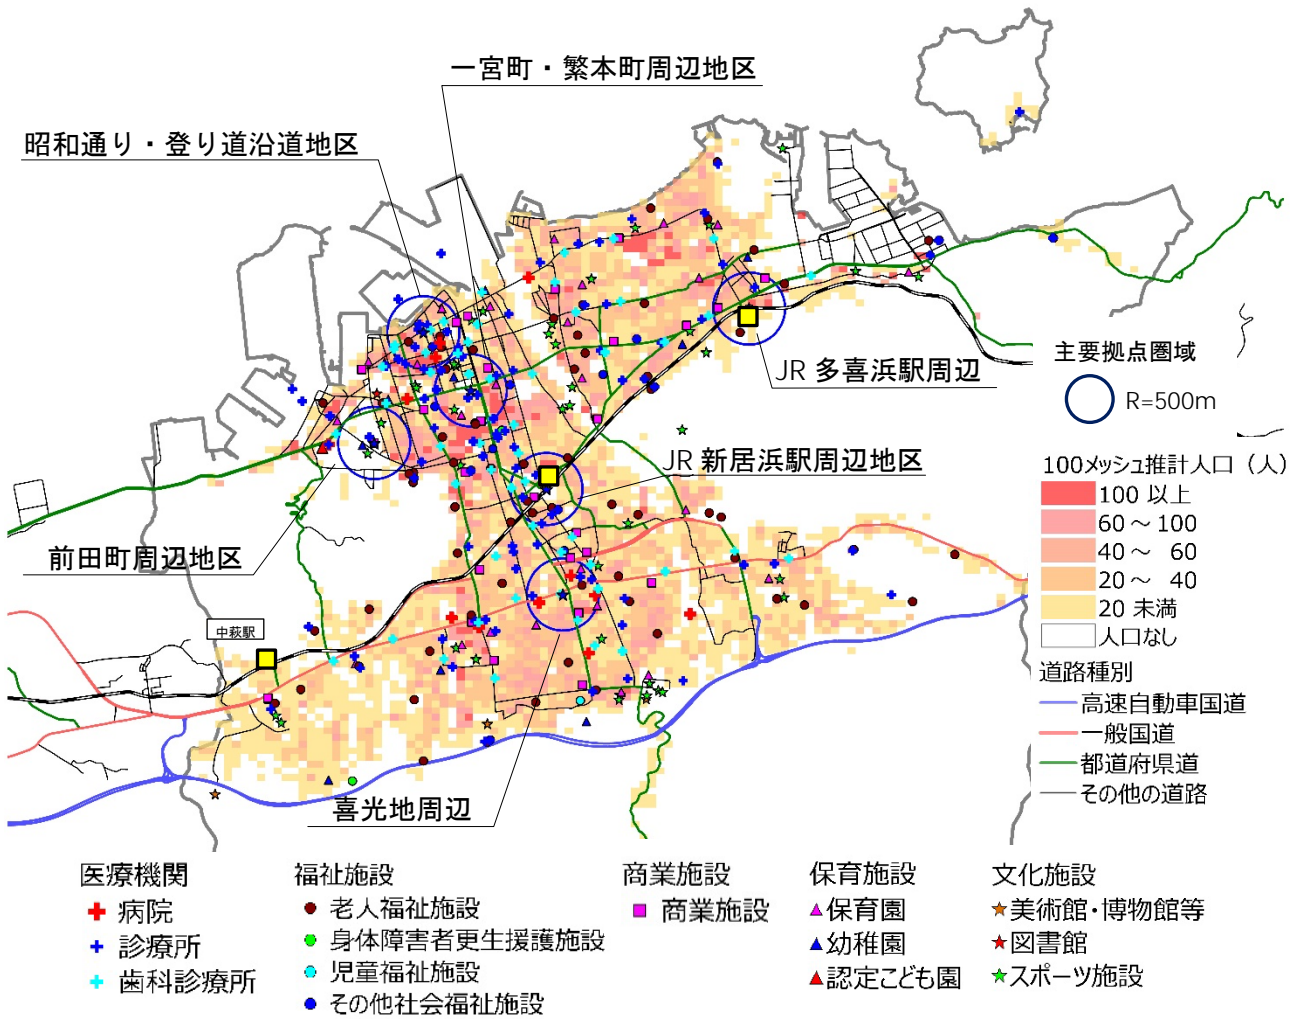 一宮町・繁本町周辺地区
昭和通り・登り道沿道地区
JR 多喜浜駅周辺
JR 新居浜駅周辺地区
前田町周辺地区
中萩駅
喜光地周辺
主要拠点圏域
R=500m
100メッシュ推計人口（人）
100 以上
60～100
40～ 60
20～ 40
20 未満
人口なし
道路種別
高速自動車国道
一般国道
都道府県道
その他の道路
医療機関
病院
診療所
歯科診療所
福祉施設
老人福祉施設
身体障害者更生援護施設
児童福祉施設
その他社会福祉施設
商業施設
商業施設
保育施設
保育園
幼稚園
認定こども園
文化施設
美術館・博物館等
図書館
スポーツ施設